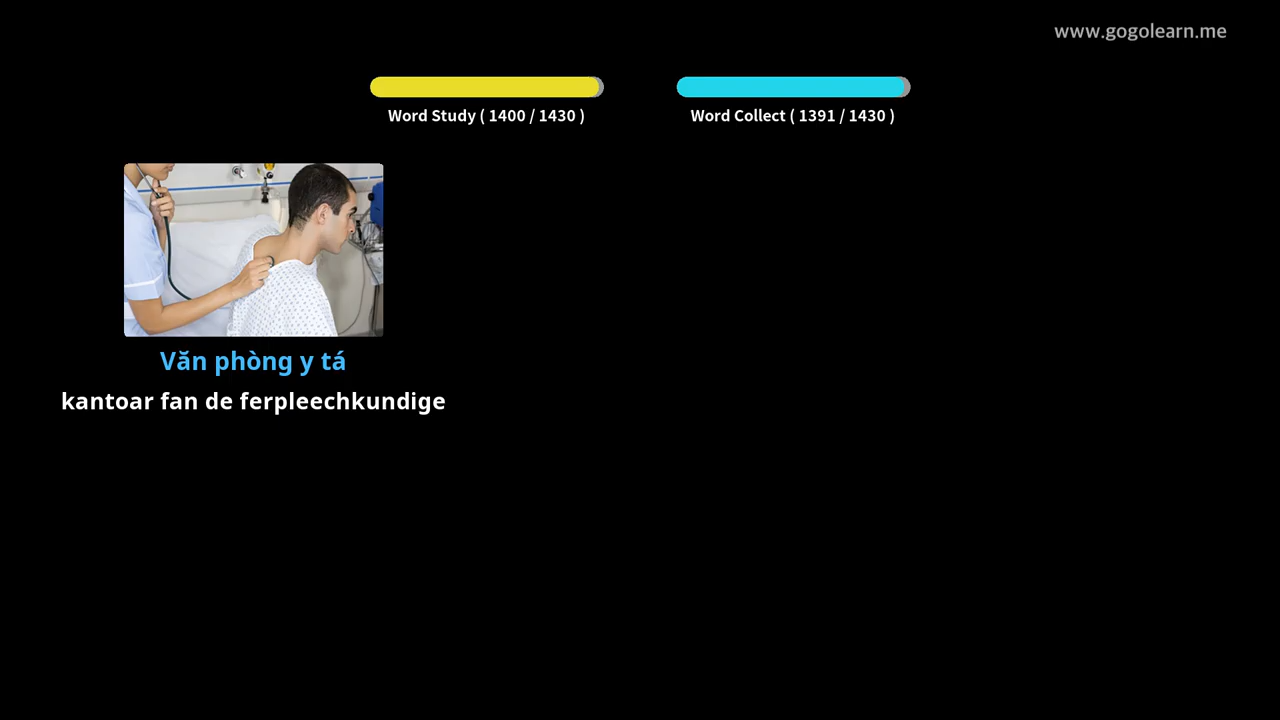 www.gogolearn.me
Word Study ( 1400 / 1430 )
Word Collect ( 1391 / 1430 )
Văn phòng y tá
kantoar fan de ferpleechkundige